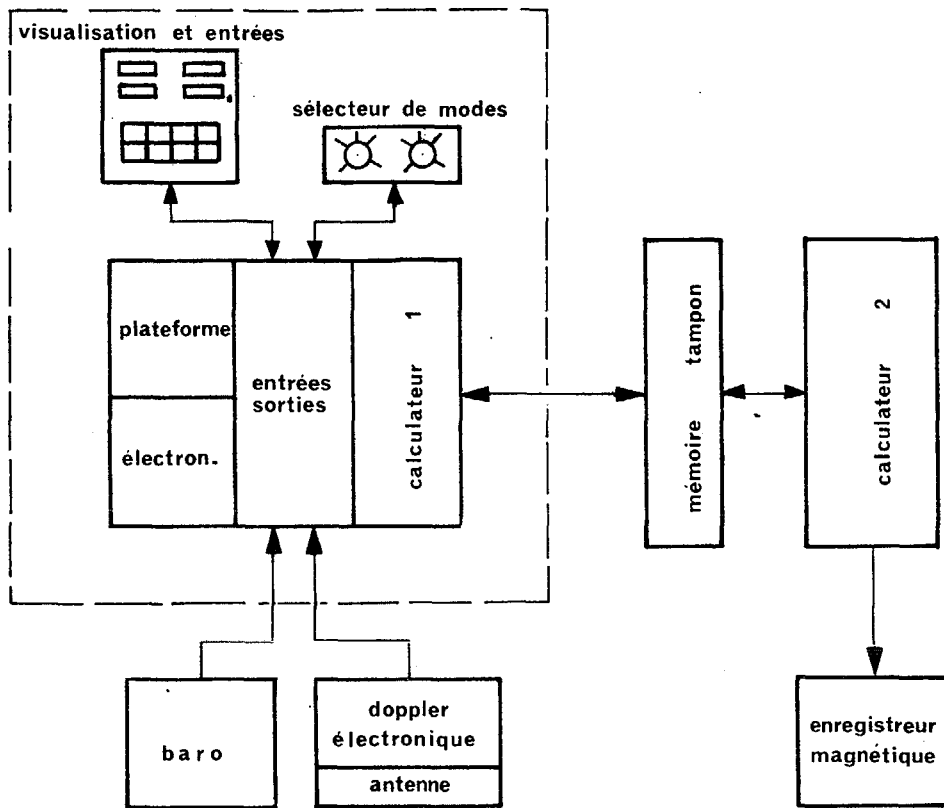 visualisation et entrées
sélecteur de modes
plateforme
électron.
entrées
sorties
calculateur 1
mémoire tampon
calculateur 2
baro
doppler
électronique
antenne
enregistreur
magnétique